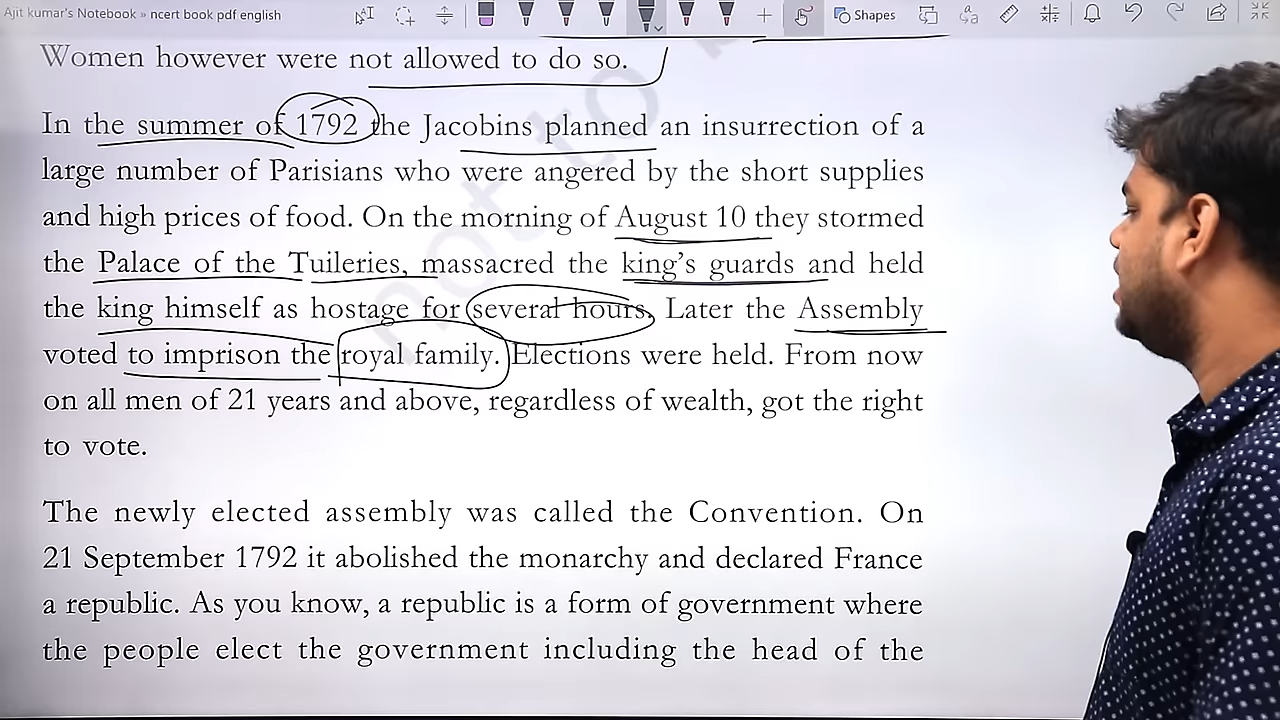 Ajit kumar's Notebook » ncert book pdf english
Shapes
Women however were not allowed to do so.
In the summer of 1792 the Jacobins planned an insurrection of a
large number of Parisians who were angered by the short supplies
and high prices of food. On the morning of August 10 they stormed
the Palace of the Tuileries, massacred the king's guards and held
the king himself as hostage for several hours. Later the Assembly
voted to imprison the royal family. Elections were held. From now
on all men of 21 years and above, regardless of wealth, got the right
to vote.
The newly elected assembly was called the Convention. On
21 September 1792 it abolished the monarchy and declared France
a republic. As you know, a republic is a form of government where
the people elect the government including the head of the
not to b